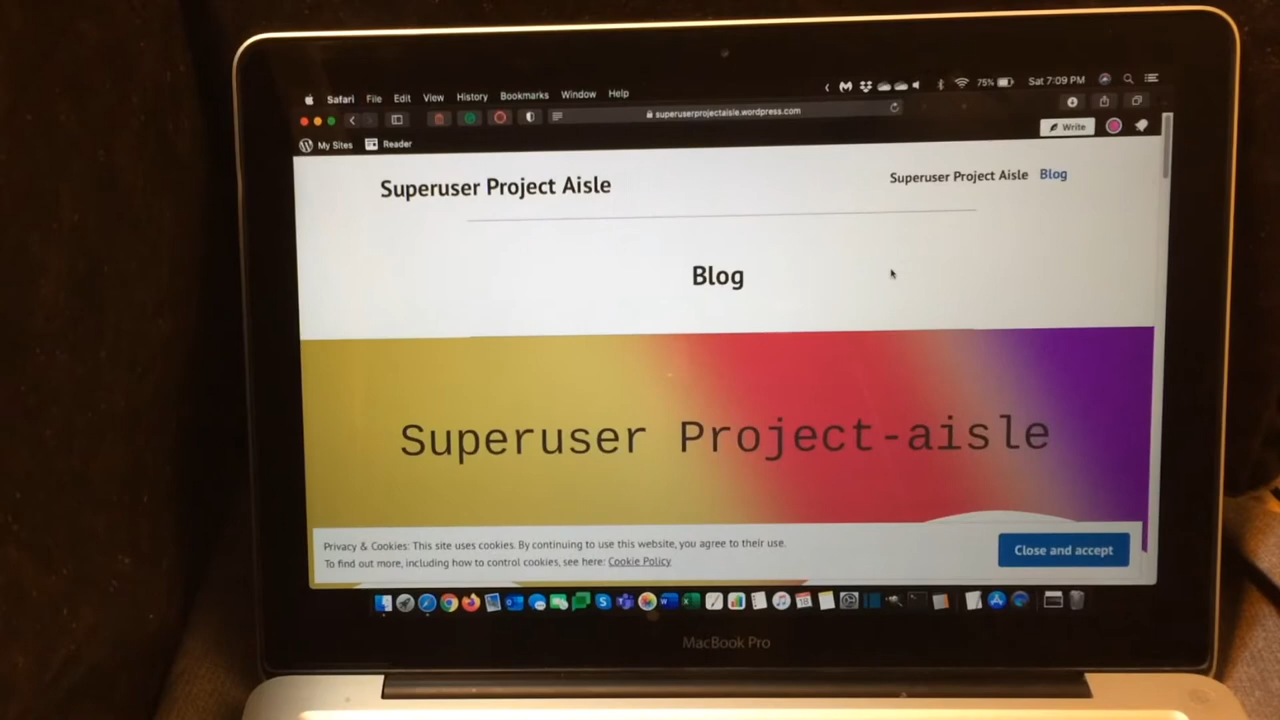 Safari File Edit View History Bookmarks Window Help 75% Sat 7:09 PM
superuserprojectaisle.wordpress.com
My Sites Reader Write
Superuser Project Aisle Superuser Project Aisle Blog
Blog
Superuser Project-aisle
Privacy & Cookies: This site uses cookies. By continuing to use this website, you agree to their use.
To find out more, including how to control cookies, see here: Cookie Policy
Close and accept
18
MacBook Pro